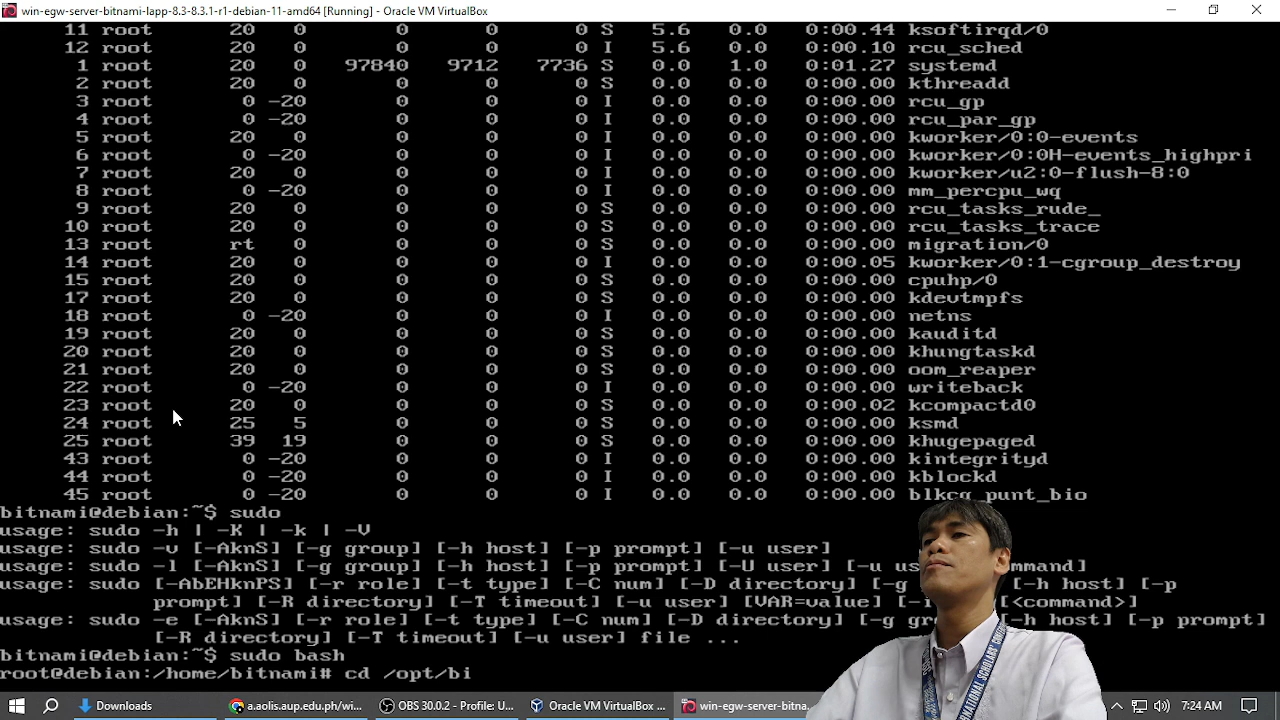 win-egw-server-bitnami-lapp-8.3-8.3.1-r1-debian-11-amd64 [Running] - Oracle VM VirtualBox
11 root 20 0 0 0 0 S 5.6 0.0 0:00.44 ksoftirqd/0
12 root 20 0 0 0 0 I 5.6 0.0 0:00.10 rcu_sched
1 root 20 0 97840 9712 7736 S 0.0 1.0 0:01.27 systemd
2 root 20 0 0 0 0 S 0.0 0.0 0:00.00 kthreadd
3 root 0 -20 0 0 0 I 0.0 0.0 0:00.00 rcu_gp
4 root 0 -20 0 0 0 I 0.0 0.0 0:00.00 rcu_par_gp
5 root 20 0 0 0 0 I 0.0 0.0 0:00.00 kworker/0:0-events
6 root 0 -20 0 0 0 I 0.0 0.0 0:00.00 kworker/0:0H-events_highpri
7 root 20 0 0 0 0 I 0.0 0.0 0:00.00 kworker/u2:0-flush-8:0
8 root 0 -20 0 0 0 I 0.0 0.0 0:00.00 mm_percpu_wq
9 root 20 0 0 0 0 S 0.0 0.0 0:00.00 rcu_tasks_rude_
10 root 20 0 0 0 0 S 0.0 0.0 0:00.00 rcu_tasks_trace
13 root rt 0 0 0 0 S 0.0 0.0 0:00.00 migration/0
14 root 20 0 0 0 0 I 0.0 0.0 0:00.05 kworker/0:1-cgroup_destroy
15 root 20 0 0 0 0 S 0.0 0.0 0:00.00 cpuhp/0
17 root 20 0 0 0 0 S 0.0 0.0 0:00.00 kdevtmpfs
18 root 0 -20 0 0 0 I 0.0 0.0 0:00.00 netns
19 root 20 0 0 0 0 S 0.0 0.0 0:00.00 kauditd
20 root 20 0 0 0 0 S 0.0 0.0 0:00.00 khungtaskd
21 root 20 0 0 0 0 S 0.0 0.0 0:00.00 oom_reaper
22 root 0 -20 0 0 0 I 0.0 0.0 0:00.00 writeback
23 root 20 0 0 0 0 S 0.0 0.0 0:00.02 kcompactd0
24 root 25 5 0 0 0 S 0.0 0.0 0:00.00 ksmd
25 root 39 19 0 0 0 S 0.0 0.0 0:00.00 khugepaged
43 root 0 -20 0 0 0 I 0.0 0.0 0:00.00 kintegrityd
44 root 0 -20 0 0 0 I 0.0 0.0 0:00.00 kblockd
45 root 0 -20 0 0 0 I 0.0 0.0 0:00.00 blkcg_punt_bio
bitnami@debian:~$ sudo
usage: sudo -h | -K | -k | -V
usage: sudo -v [-AknS] [-g group] [-h host] [-p prompt] [-u user]
usage: sudo -l [-AknS] [-g group] [-h host] [-p prompt] [-U user] [-u
usage: sudo [-AbEHknPS] [-r role] [-t type] [-C num] [-D directory] [-g [-h host] [-p
prompt] [-R directory] [-T timeout] [-u user] [VAR=value] [<command>]
usage: sudo -e [-AknS] [-r role] [-t type] [-C num] [-D directory] [-g [-h host] [-p prompt]
[-R directory] [-T timeout] [-u user] file ...
bitnami@debian:~$ sudo bash
root@debian:/home/bitnami# cd /opt/bi
Downloads
a.aolis.aup.edu.ph/wi...
OBS 30.0.2 - Profile: U...
Oracle VM VirtualBox ...
win-egw-server-bitna...
7:24 AM